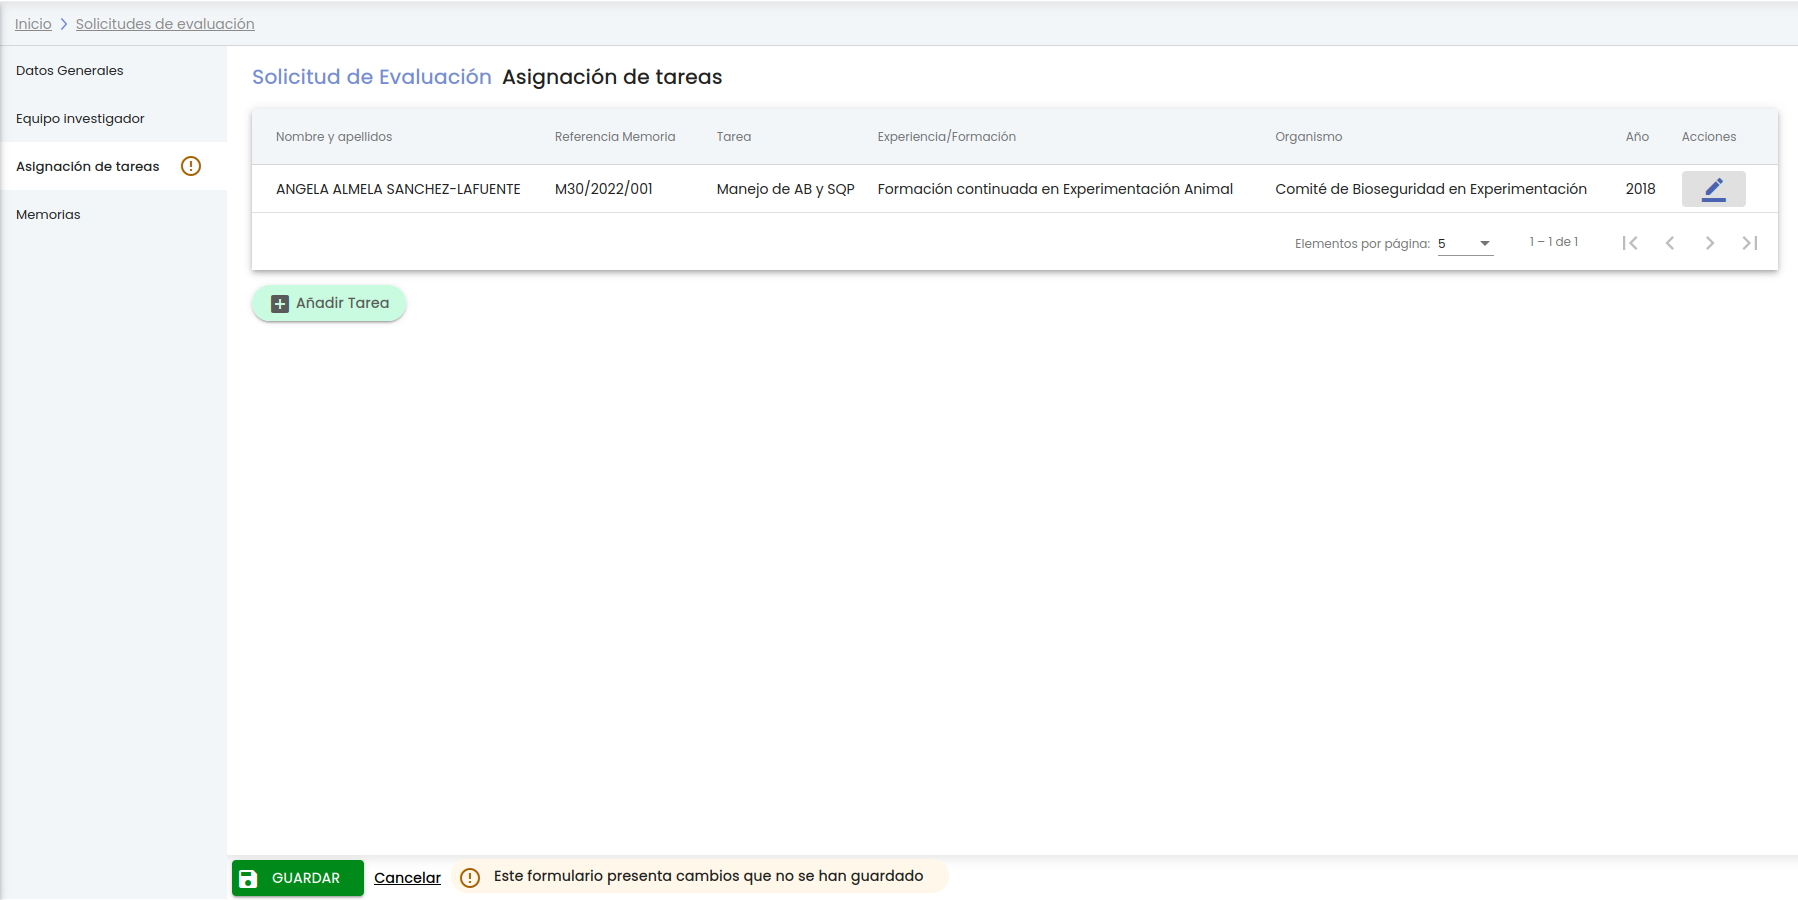 Inicio > Solicitudes de evaluación
Datos Generales
Equipo investigador
Asignación de tareas
Memorias
Solicitud de Evaluación Asignación de tareas
Nombre y apellidos Referencia Memoria Tarea Experiencia/Formación Organismo Año Acciones
ANGELA ALMELA SANCHEZ-LAFUENTE M30/2022/001 Manejo de AB y SQP Formación continuada en Experimentación Animal Comité de Bioseguridad en Experimentación 2018
Elementos por página: 5 1 – 1 de 1
Añadir Tarea
GUARDAR Cancelar Este formulario presenta cambios que no se han guardado